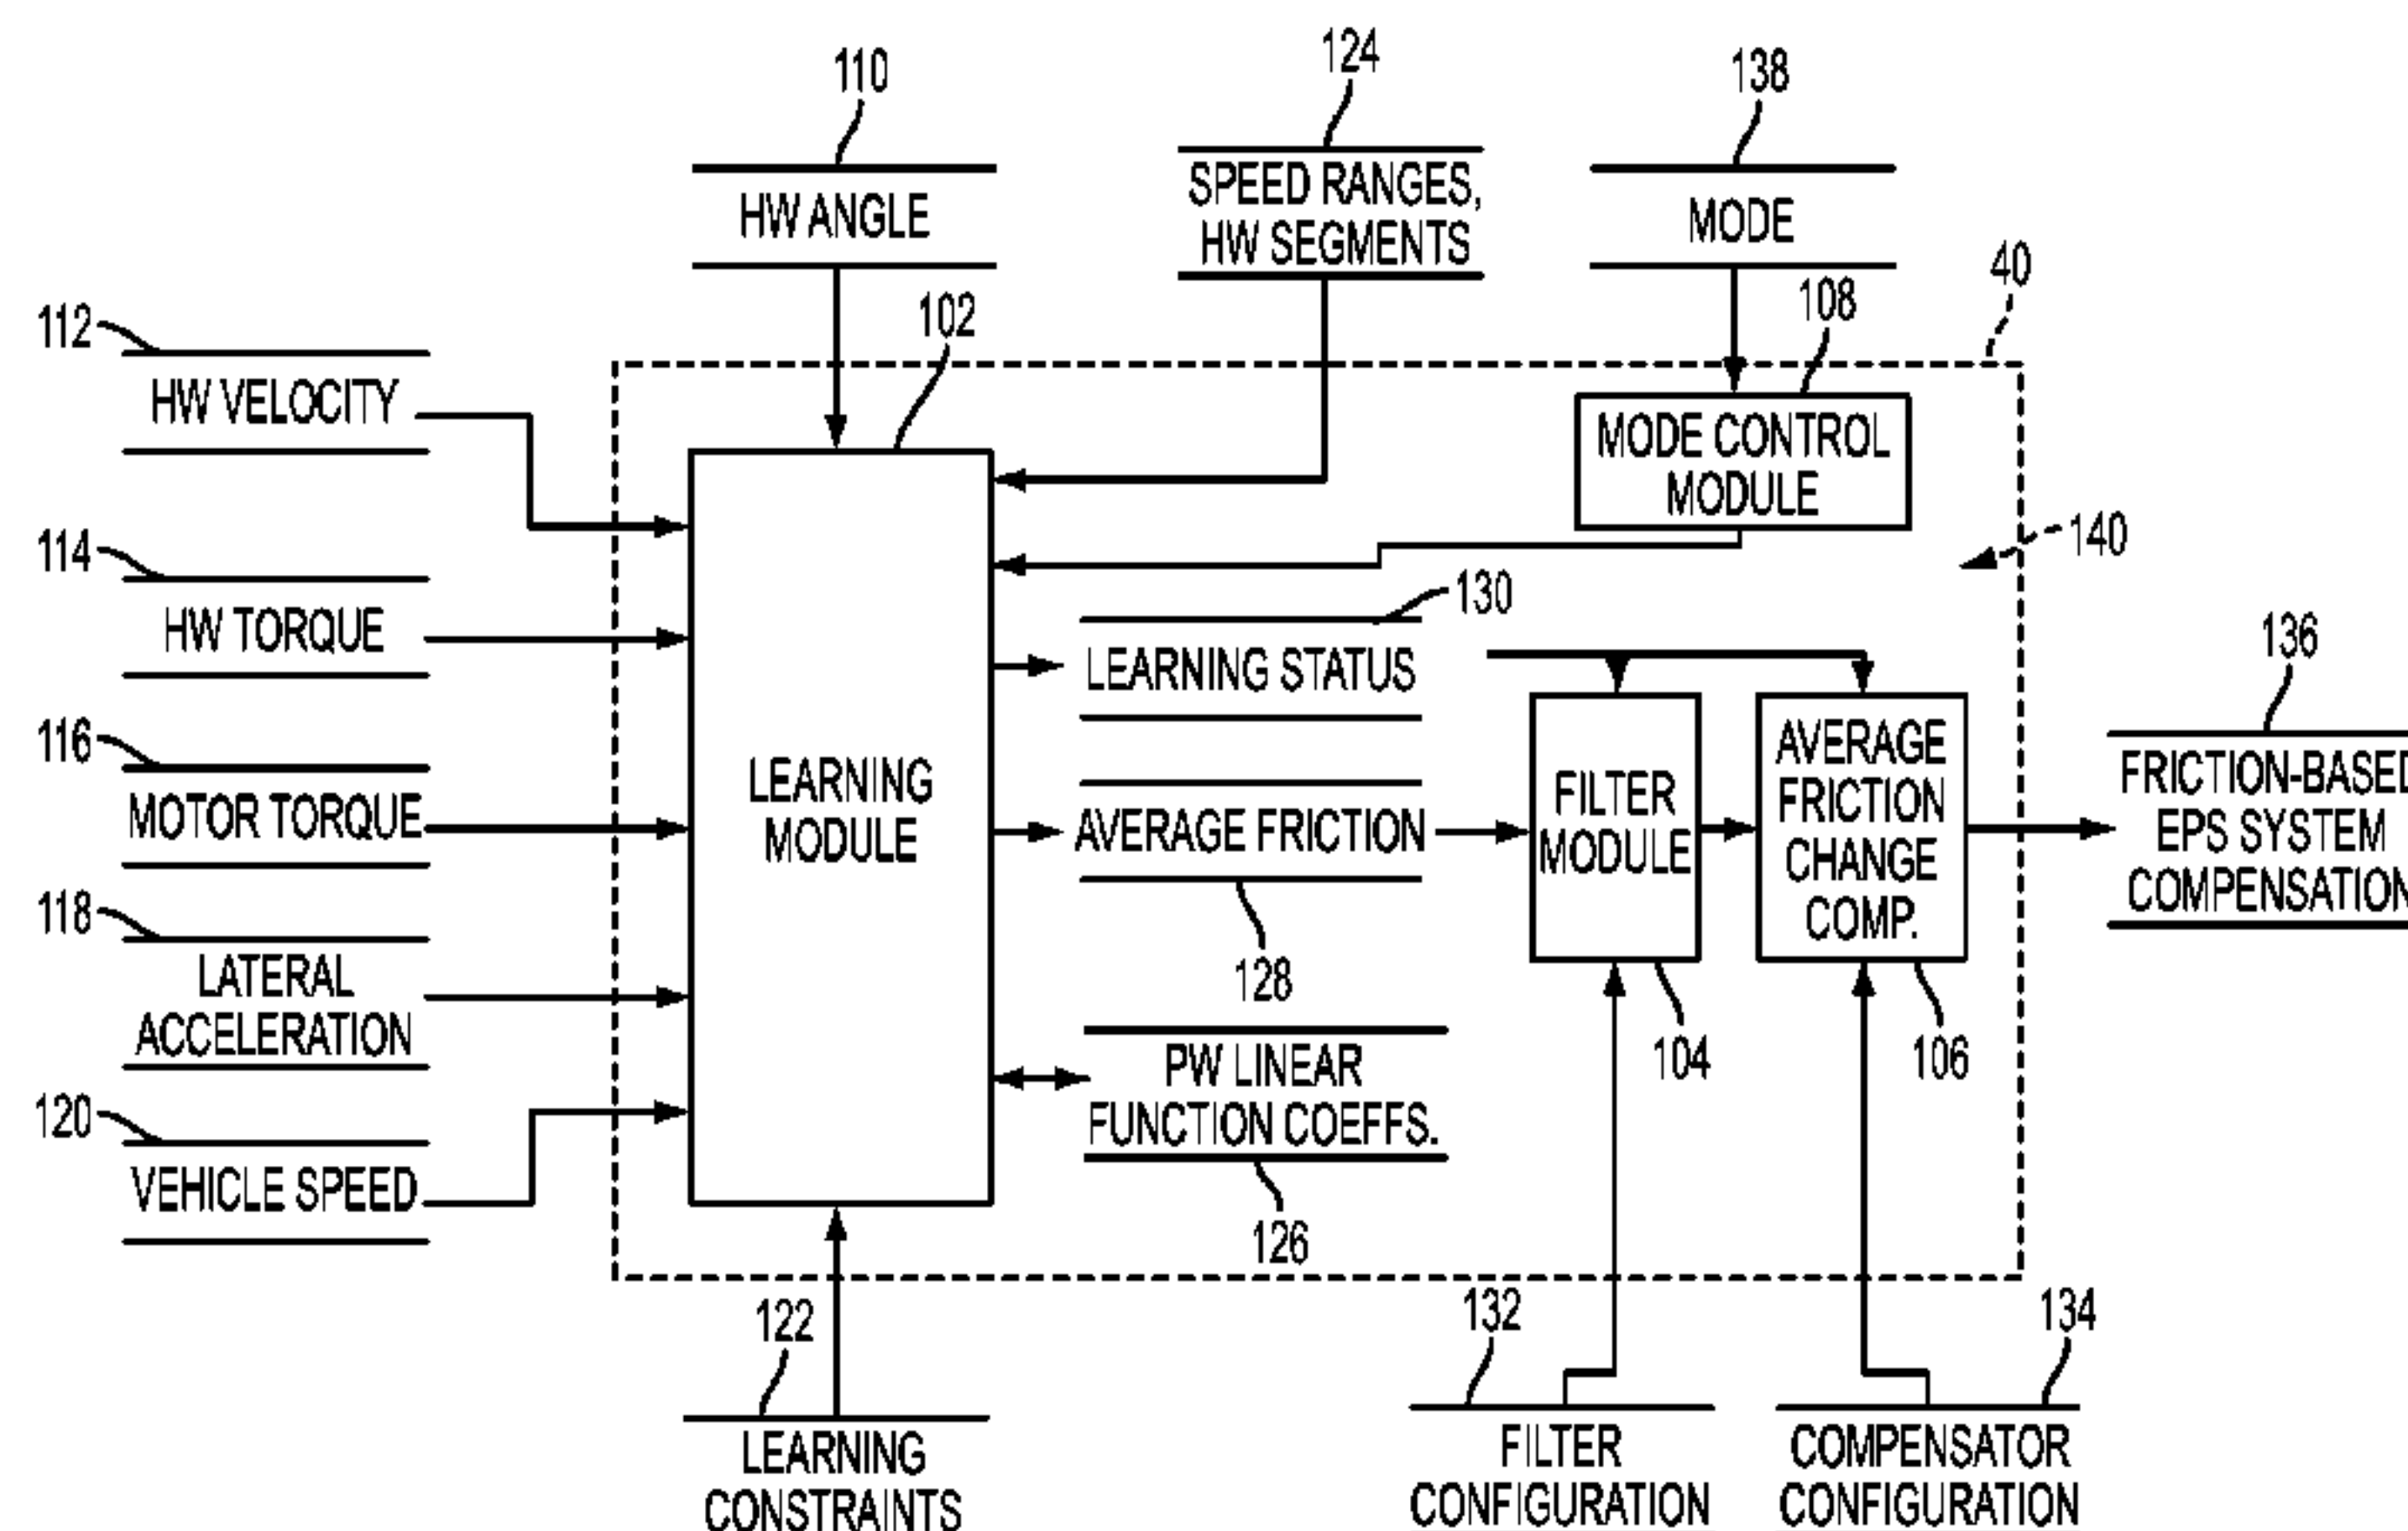 110
124
138
HW ANGLE
SPEED RANGES,
HW SEGMENTS
MODE
40
112
102
108
HW VELOCITY
MODE CONTROL
MODULE
114
140
HW TORQUE
130
LEARNING STATUS
136
116
MOTOR TORQUE
LEARNING
MODULE
AVERAGE FRICTION
128
FILTER
MODULE
AVERAGE
FRICTION
CHANGE
COMP.
FRICTION-BASED
EPS SYSTEM
COMPENSATION
118
LATERAL
ACCELERATION
104
106
PW LINEAR
FUNCTION COEFFS.
126
120
VEHICLE SPEED
122
132
134
LEARNING
CONSTRAINTS
FILTER
CONFIGURATION
COMPENSATOR
CONFIGURATION